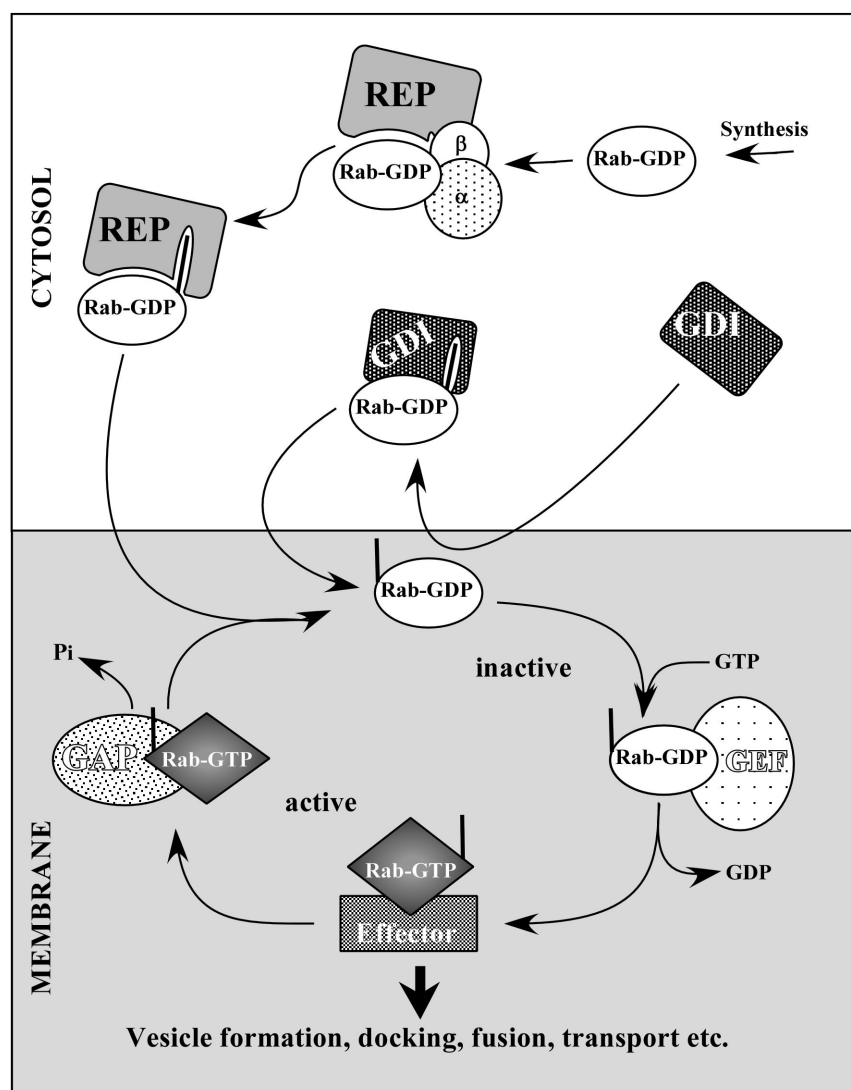 CYTOSOL
REP
β
Rab-GDP
α
Rab-GDP
Synthesis
REP
Rab-GDP
GDI
Rab-GDP
GDI
MEMBRANE
Rab-GDP
inactive
GTP
Pi
GAP
Rab-GTP
Rab-GDP
GEF
active
Rab-GTP
GDP
Effector
Vesicle formation, docking, fusion, transport etc.